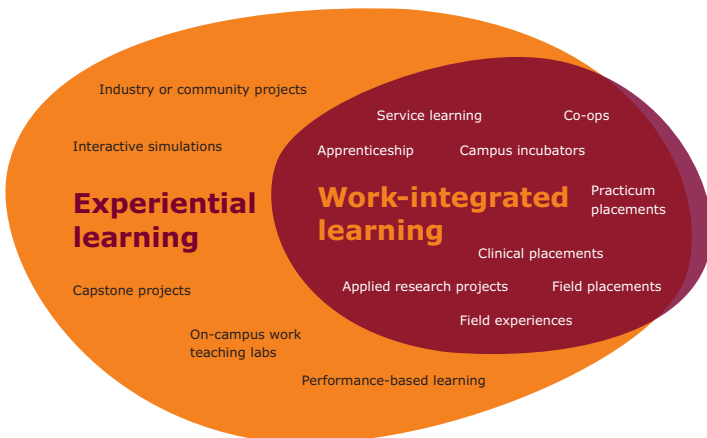 Industry or community projects
Interactive simulations
Experiential
learning
Capstone projects
On-campus work
teaching labs
Performance-based learning
Service learning
Co-ops
Apprenticeship
Campus incubators
Work-integrated
learning
Practicum
placements
Clinical placements
Applied research projects
Field placements
Field experiences